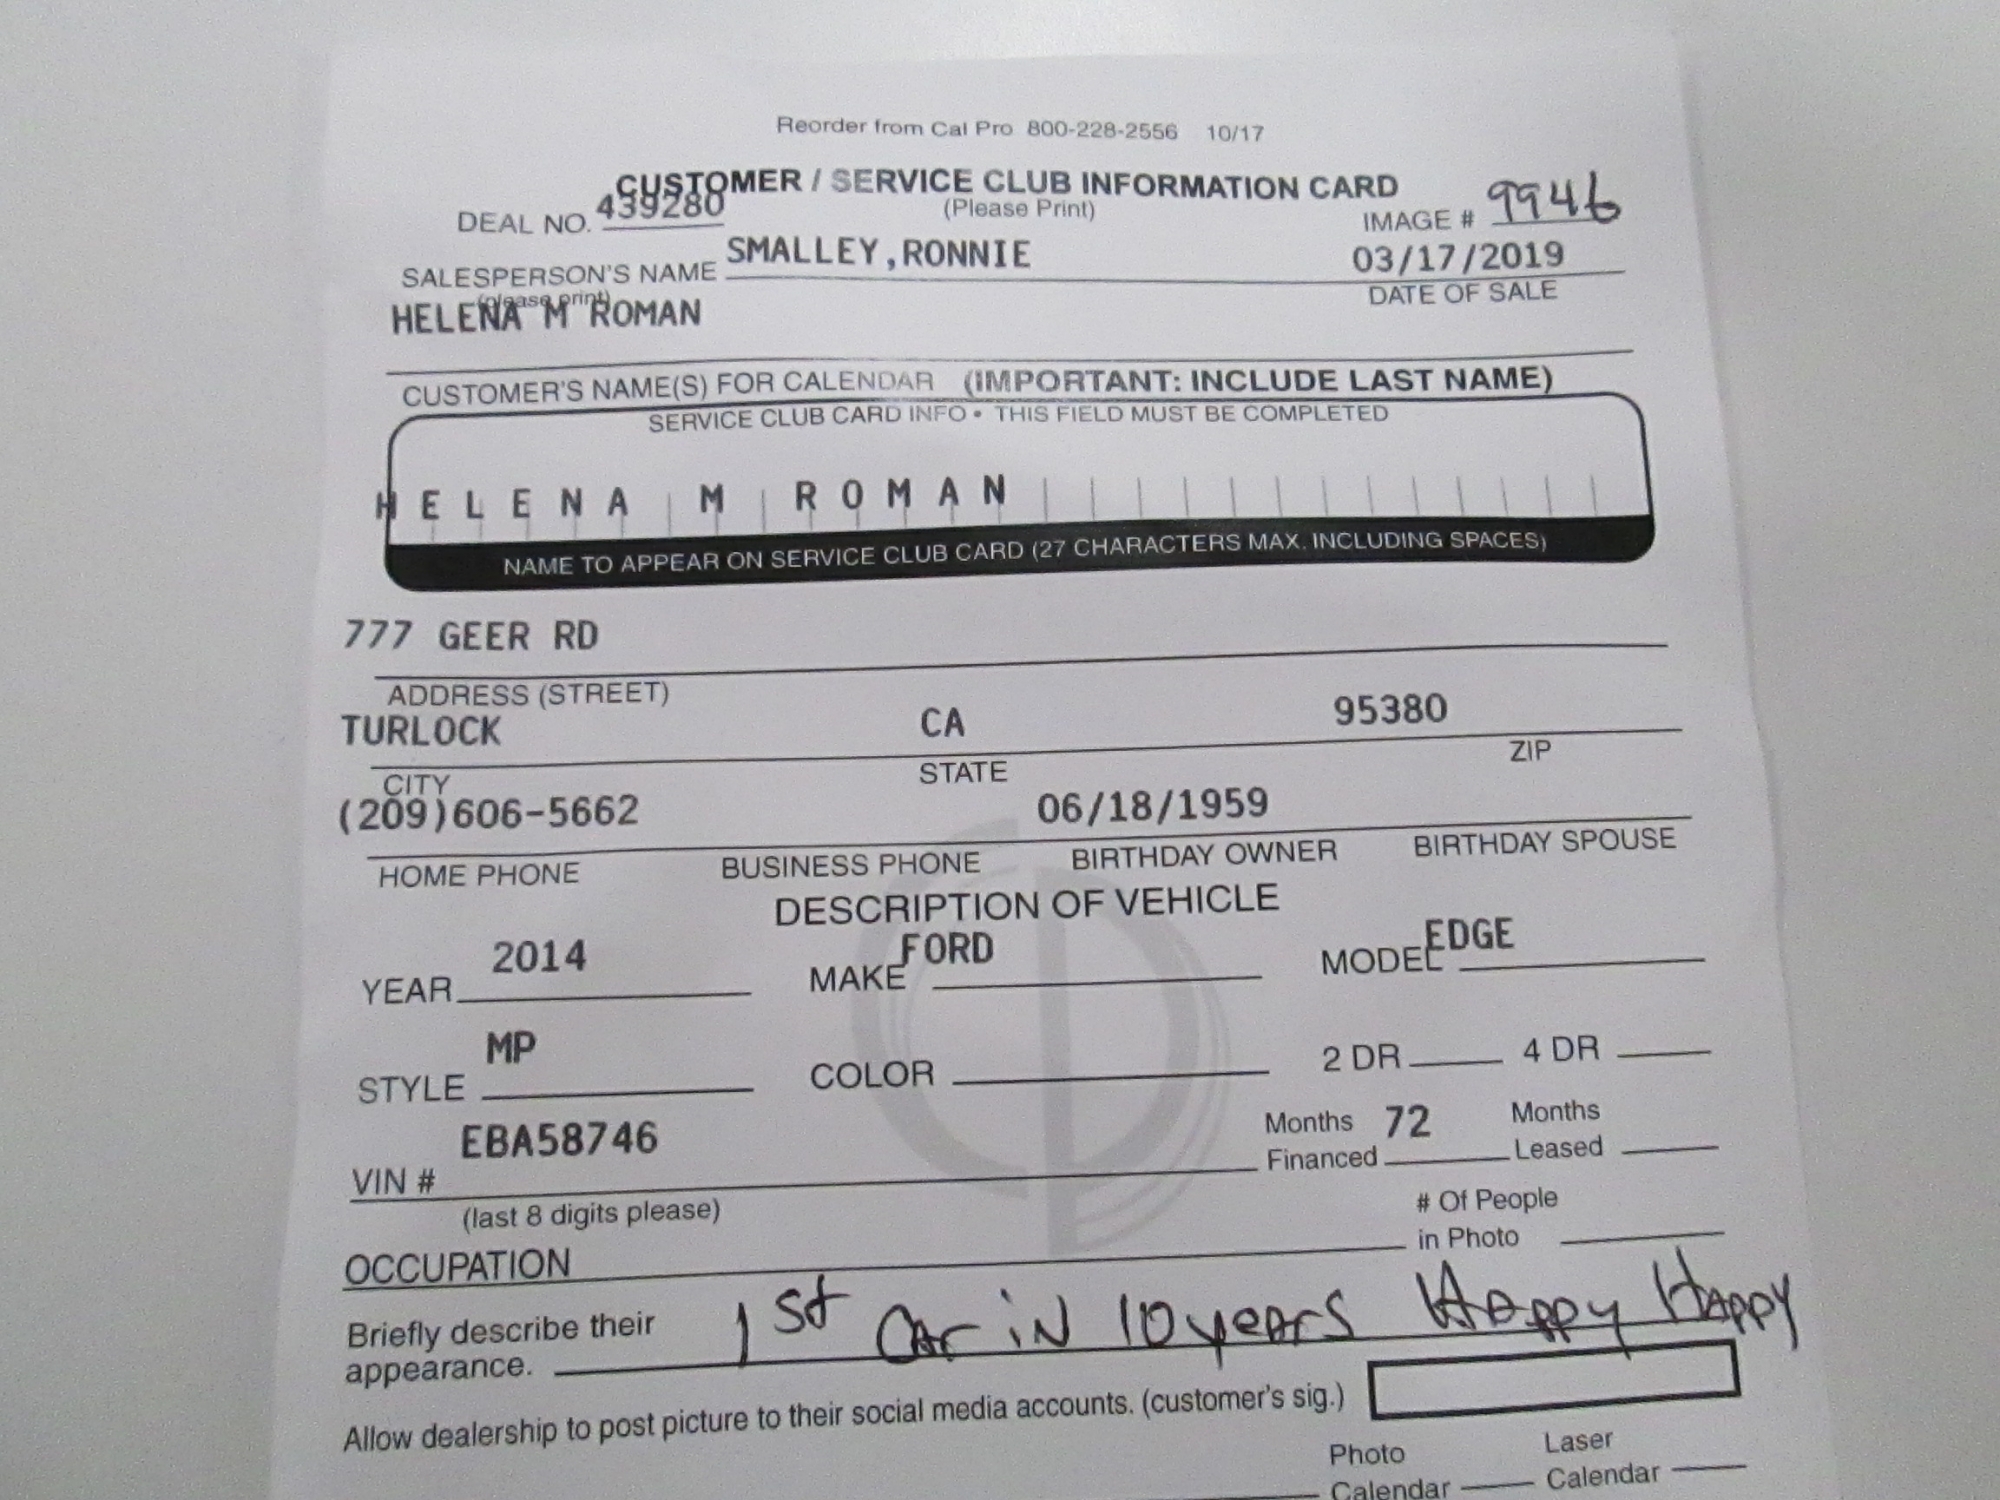 Reorder from Cal Pro 800-228-2556 10/17
CUSTOMER / SERVICE CLUB INFORMATION CARD
DEAL NO. 439280 (Please Print) IMAGE # 9946
SALESPERSON'S NAME SMALLEY,RONNIE 03/17/2019
(please print) DATE OF SALE
HELENA M ROMAN
CUSTOMER'S NAME(S) FOR CALENDAR (IMPORTANT: INCLUDE LAST NAME)
SERVICE CLUB CARD INFO • THIS FIELD MUST BE COMPLETED
HELENA M ROMAN
NAME TO APPEAR ON SERVICE CLUB CARD (27 CHARACTERS MAX. INCLUDING SPACES)
777 GEER RD
ADDRESS (STREET)
TURLOCK CA 95380
CITY STATE ZIP
(209)606-5662 06/18/1959
HOME PHONE BUSINESS PHONE BIRTHDAY OWNER BIRTHDAY SPOUSE
DESCRIPTION OF VEHICLE
YEAR 2014 MAKE FORD MODEL EDGE
STYLE MP COLOR 2 DR 4 DR
VIN # EBA58746 Months Financed 72 Months Leased
(last 8 digits please) # Of People in Photo
OCCUPATION
Briefly describe their appearance. 1st Car in 10 years Happy Happy
Allow dealership to post picture to their social media accounts. (customer's sig.)
Photo Calendar Laser Calendar